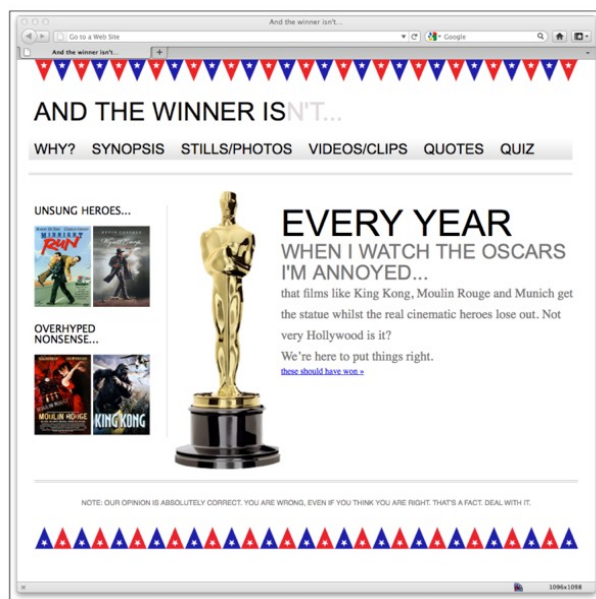 And the winner isn't...
Go to a Web Site
Google
And the winner isn't...
AND THE WINNER ISN'T...
WHY? SYNOPSIS STILLS/PHOTOS VIDEOS/CLIPS QUOTES QUIZ
UNSUNG HEROES...
MIDNIGHT
RUN
Wyatt Earp
OVERHYPED
NONSENSE...
MOULIN ROUGE
KING KONG
EVERY YEAR
WHEN I WATCH THE OSCARS
I'M ANNOYED...
that films like King Kong, Moulin Rouge and Munich get
the statue whilst the real cinematic heroes lose out. Not
very Hollywood is it?
We're here to put things right.
these should have won »
NOTE: OUR OPINION IS ABSOLUTELY CORRECT. YOU ARE WRONG, EVEN IF YOU THINK YOU ARE RIGHT. THAT'S A FACT. DEAL WITH IT.
1096x1098